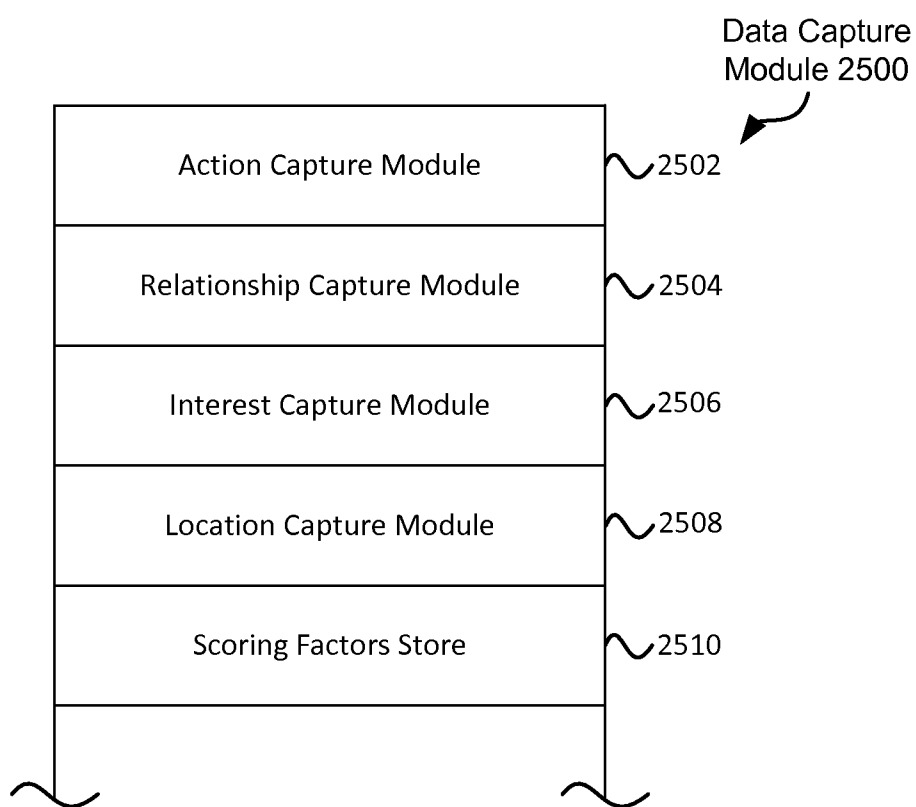 Data Capture
Module 2500
Action Capture Module
2502
Relationship Capture Module
2504
Interest Capture Module
2506
Location Capture Module
2508
Scoring Factors Store
2510